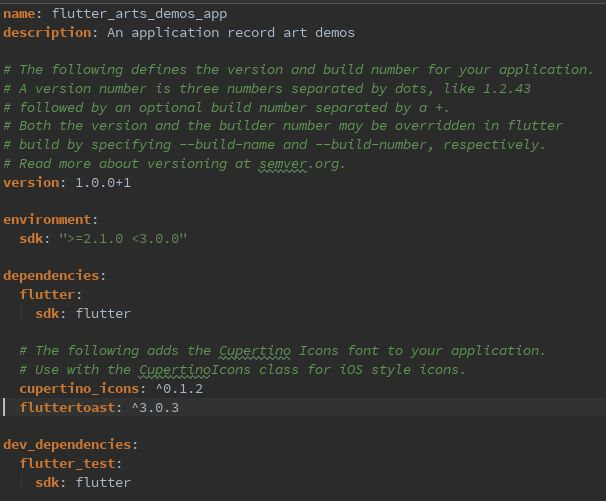 name: flutter_arts_demos_app
description: An application record art demos
# The following defines the version and build number for your application.
# A version number is three numbers separated by dots, like 1.2.43
# followed by an optional build number separated by a +.
# Both the version and the builder number may be overridden in flutter
# build by specifying --build-name and --build-number, respectively.
# Read more about versioning at semver.org.
version: 1.0.0+1
environment:
  sdk: ">=2.1.0 <3.0.0"
dependencies:
  flutter:
    sdk: flutter
  # The following adds the Cupertino Icons font to your application.
  # Use with the CupertinoIcons class for iOS style icons.
  cupertino_icons: ^0.1.2
  fluttertoast: ^3.0.3
dev_dependencies:
  flutter_test:
    sdk: flutter